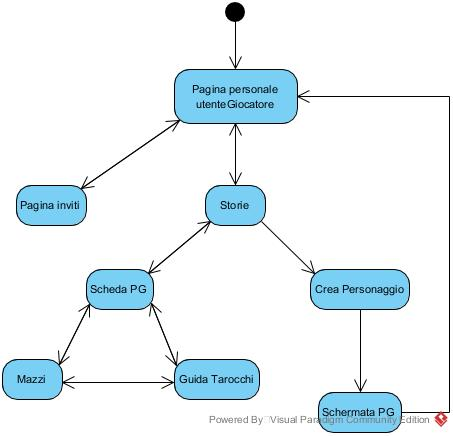 Pagina personale
utenteGiocatore
Pagina inviti
Storie
Scheda PG
Crea Personaggio
Mazzi
Guida Tarocchi
Schermata PG
Powered By Visual Paradigm Community Edition